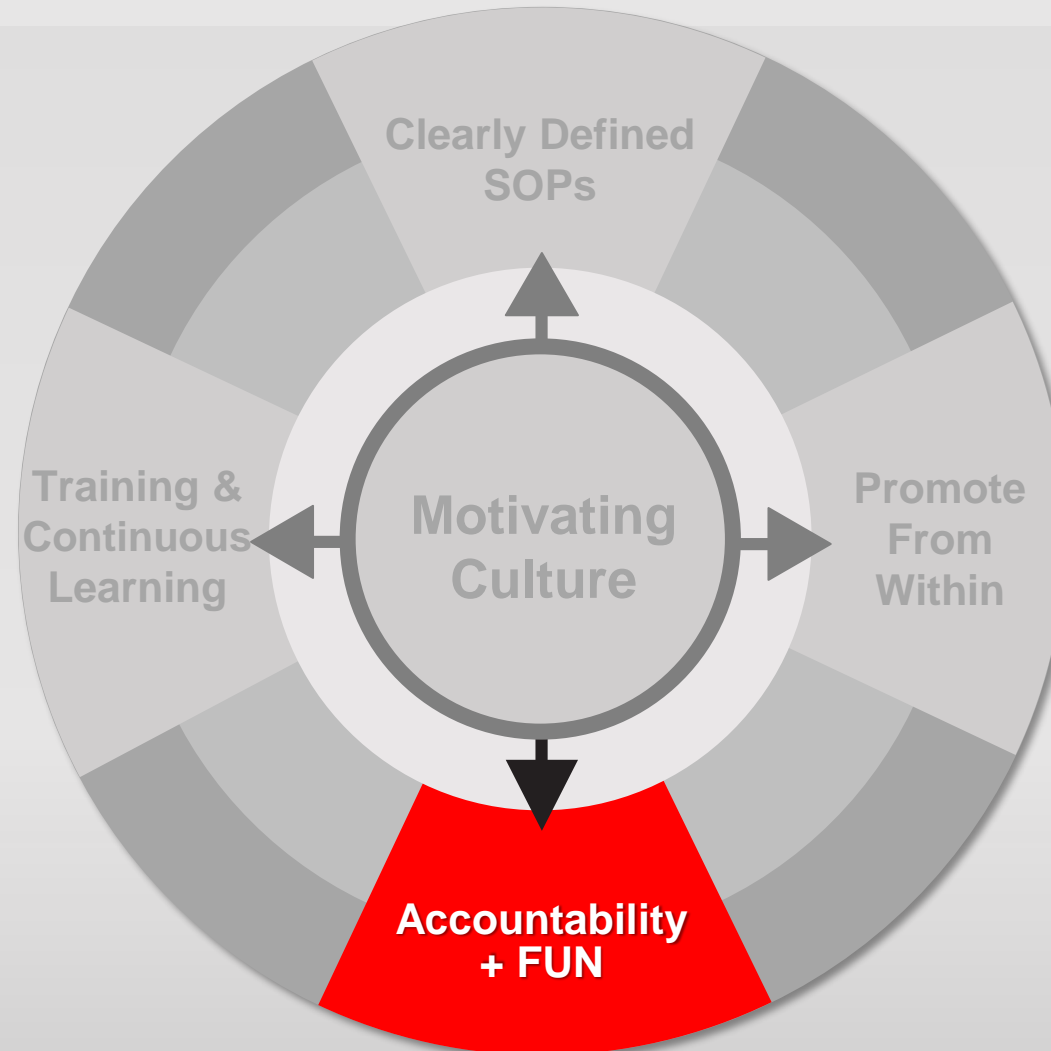 Clearly Defined
SOPs
Training &
Continuous
Learning
Motivating
Culture
Promote
From
Within
Accountability
+ FUN